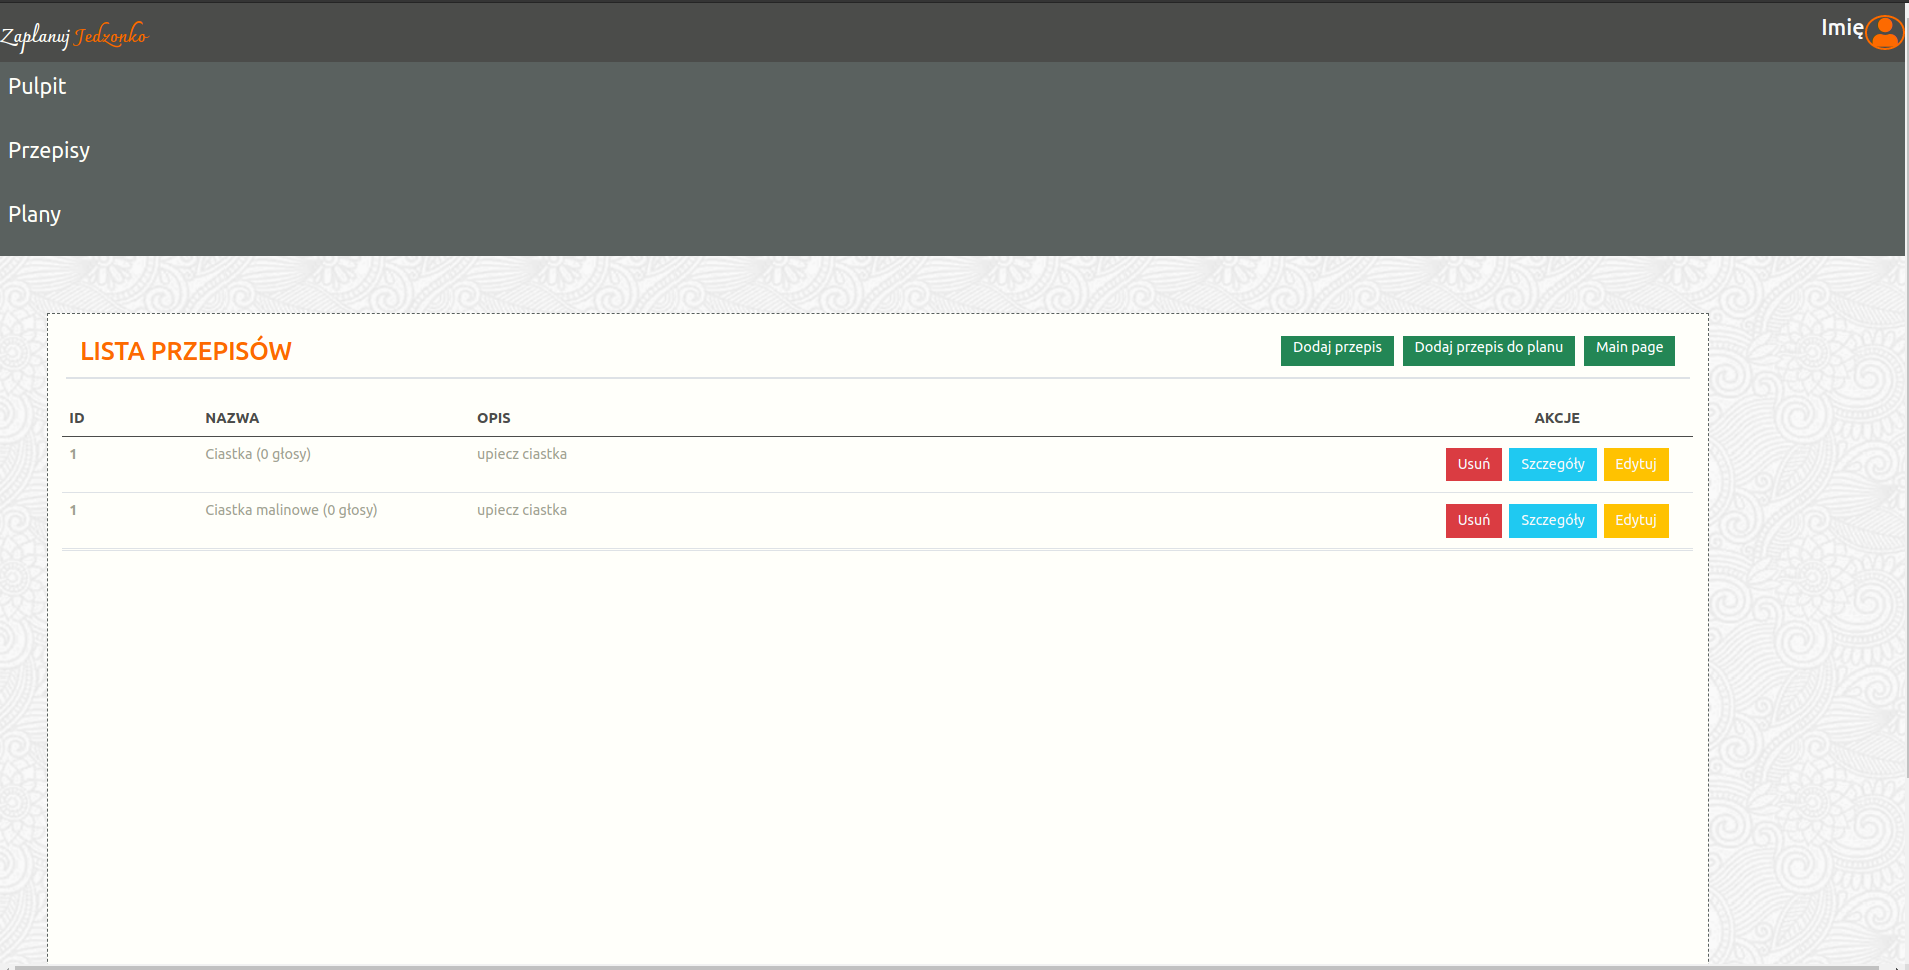 Zaplanuj Jedzonko
Imię
Pulpit
Przepisy
Plany
LISTA PRZEPISÓW
Dodaj przepis Dodaj przepis do planu Main page
ID NAZWA OPIS AKCJE
1 Ciastka (0 głosy) upiecz ciastka Usuń Szczegóły Edytuj
1 Ciastka malinowe (0 głosy) upiecz ciastka Usuń Szczegóły Edytuj